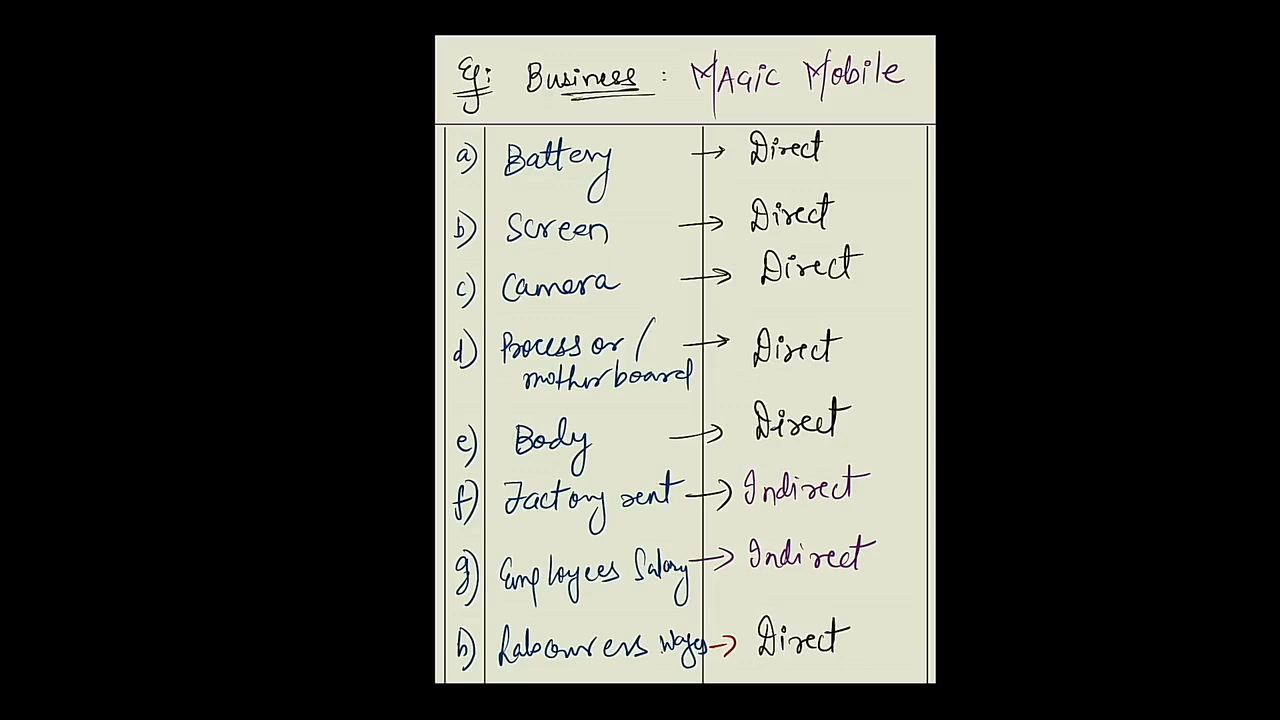 Eg: Business : Magic Mobile
a) Battery → Direct
b) Screen → Direct
c) Camera → Direct
d) Processor / → Direct
motherboard
e) Body → Direct
f) Factory rent → Indirect
g) Employees Salary → Indirect
h) Labouress Wages → Direct